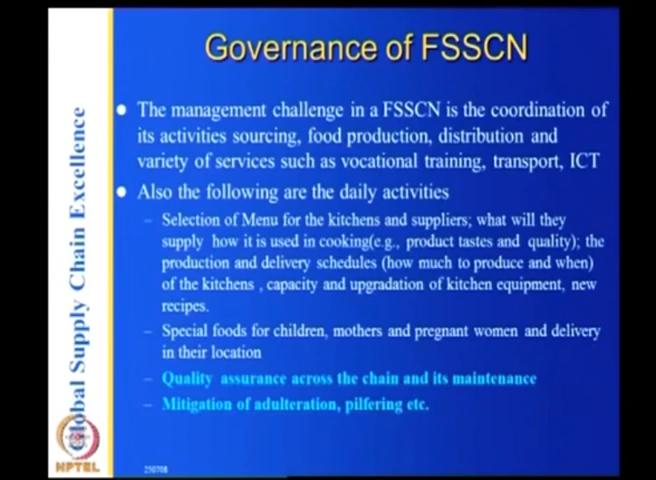 Governance of FSSCN
The management challenge in a FSSCN is the coordination of
its activities sourcing, food production, distribution and
variety of services such as vocational training, transport, ICT
Also the following are the daily activities
– Selection of Menu for the kitchens and suppliers; what will they
supply how it is used in cooking(e.g., product tastes and quality); the
production and delivery schedules (how much to produce and when)
of the kitchens , capacity and upgradation of kitchen equipment, new
recipes.
– Special foods for children, mothers and pregnant women and delivery
in their location
– Quality assurance across the chain and its maintenance
– Mitigation of adulteration, pilfering etc.
Global Supply Chain Excellence
NPTEL
250708